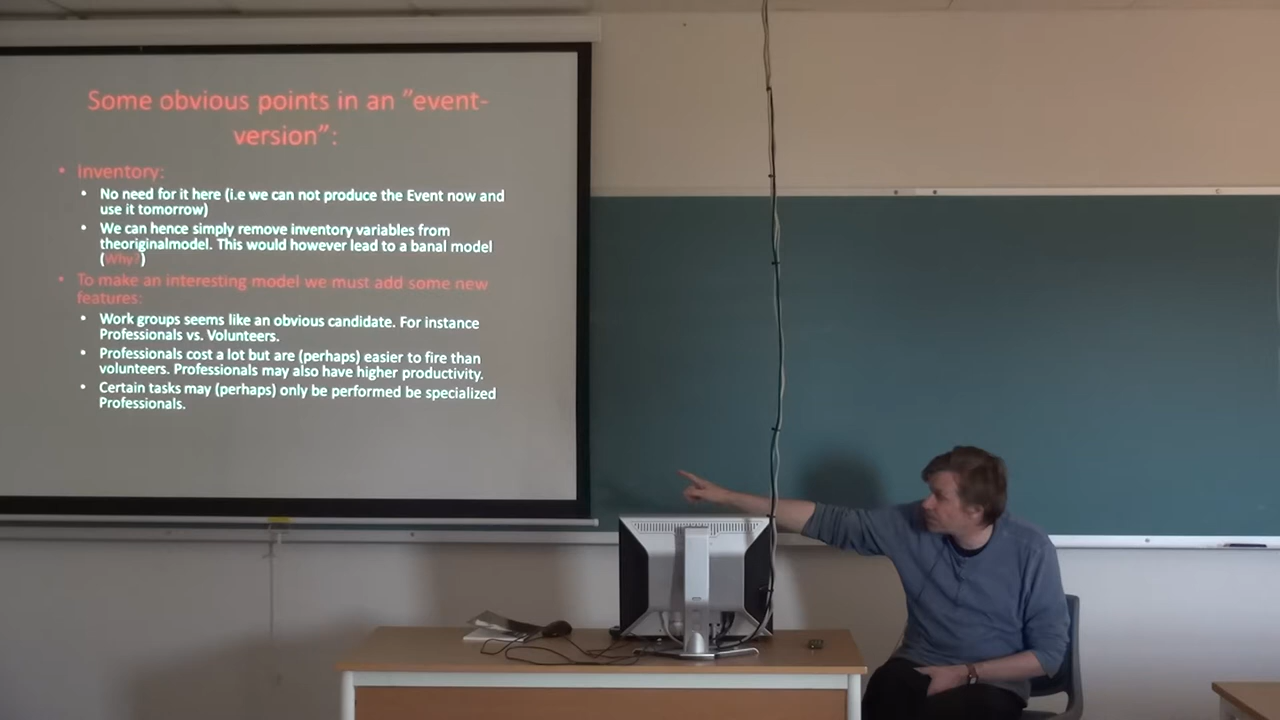 Some obvious points in an ”event-
version”:
• Inventory:
• No need for it here (i.e we can not produce the Event now and
use it tomorrow)
• We can hence simply remove inventory variables from
theoriginalmodel. This would however lead to a banal model
(Why?)
• To make an interesting model we must add some new
features:
• Work groups seems like an obvious candidate. For instance
Professionals vs. Volunteers.
• Professionals cost a lot but are (perhaps) easier to fire than
volunteers. Professionals may also have higher productivity.
• Certain tasks may (perhaps) only be performed be specialized
Professionals.